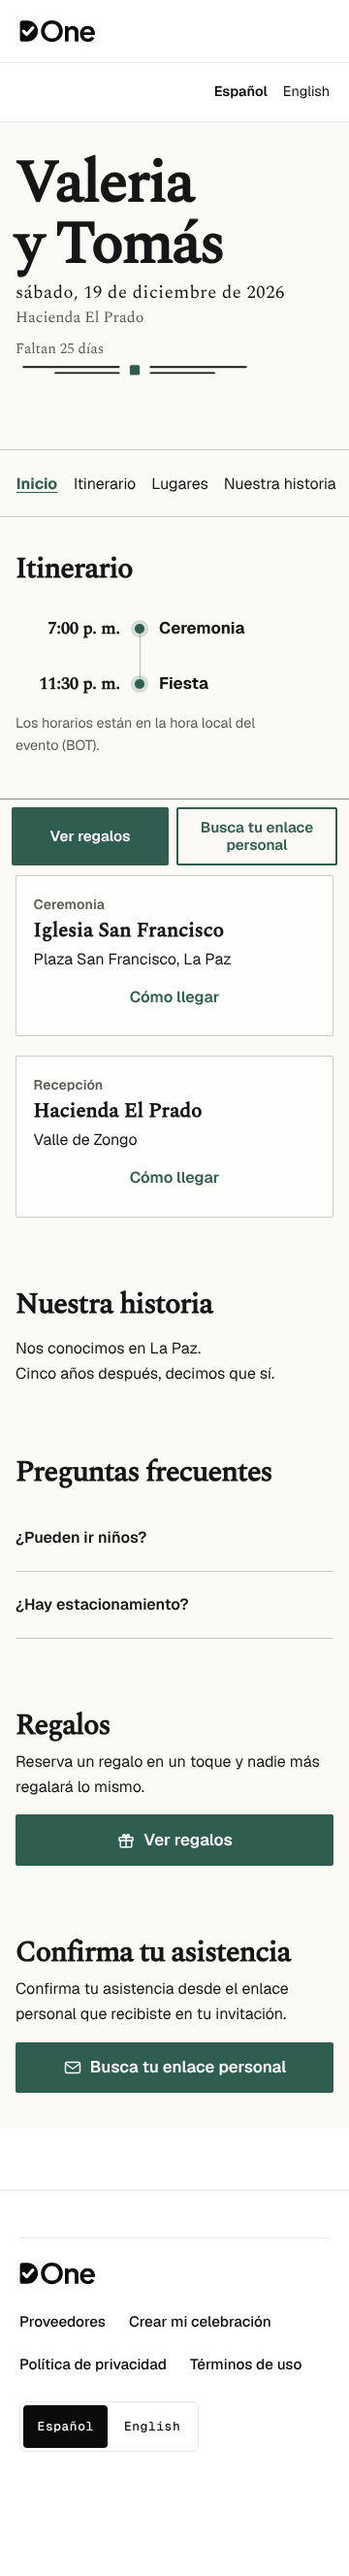 One
Español English
Valeria
y Tomás
sábado, 19 de diciembre de 2026
Hacienda El Prado
Faltan 25 días
Inicio Itinerario Lugares Nuestra historia
Itinerario
7:00 p. m. Ceremonia
11:30 p. m. Fiesta
Los horarios están en la hora local del
evento (BOT).
Ver regalos
Busca tu enlace
personal
Ceremonia
Iglesia San Francisco
Plaza San Francisco, La Paz
Cómo llegar
Recepción
Hacienda El Prado
Valle de Zongo
Cómo llegar
Nuestra historia
Nos conocimos en La Paz.
Cinco años después, decimos que sí.
Preguntas frecuentes
¿Pueden ir niños?
¿Hay estacionamiento?
Regalos
Reserva un regalo en un toque y nadie más
regalará lo mismo.
Ver regalos
Confirma tu asistencia
Confirma tu asistencia desde el enlace
personal que recibiste en tu invitación.
Busca tu enlace personal
One
Proveedores Crear mi celebración
Política de privacidad Términos de uso
Español English